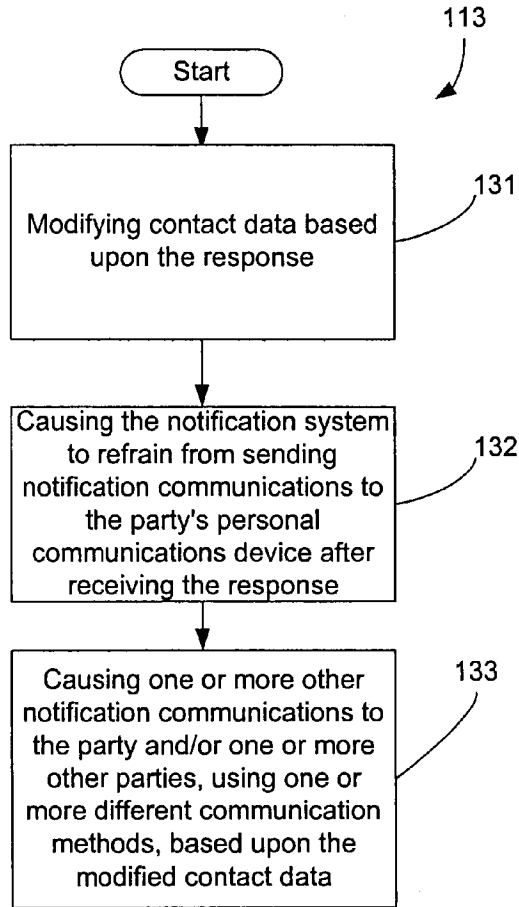 113
Start
131
Modifying contact data based
upon the response
Causing the notification system
to refrain from sending
notification communications to
the party's personal
communications device after
receiving the response
132
Causing one or more other
notification communications to
the party and/or one or more
other parties, using one or
more different communication
methods, based upon the
modified contact data
133